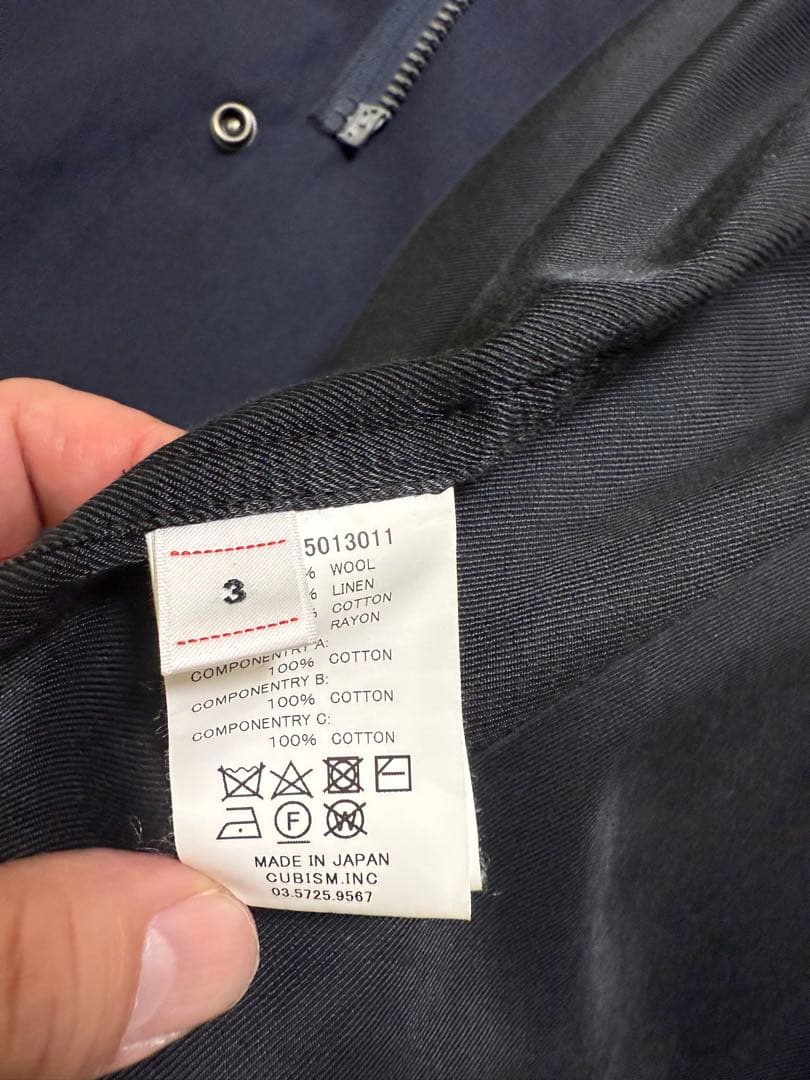 3
5013011
% WOOL
% LINEN
% COTTON
RAYON
COMPONENTRY A:
100% COTTON
COMPONENTRY B:
100% COTTON
COMPONENTRY C:
100% COTTON
F
W
MADE IN JAPAN
CUBISM.INC
03.5725.9567